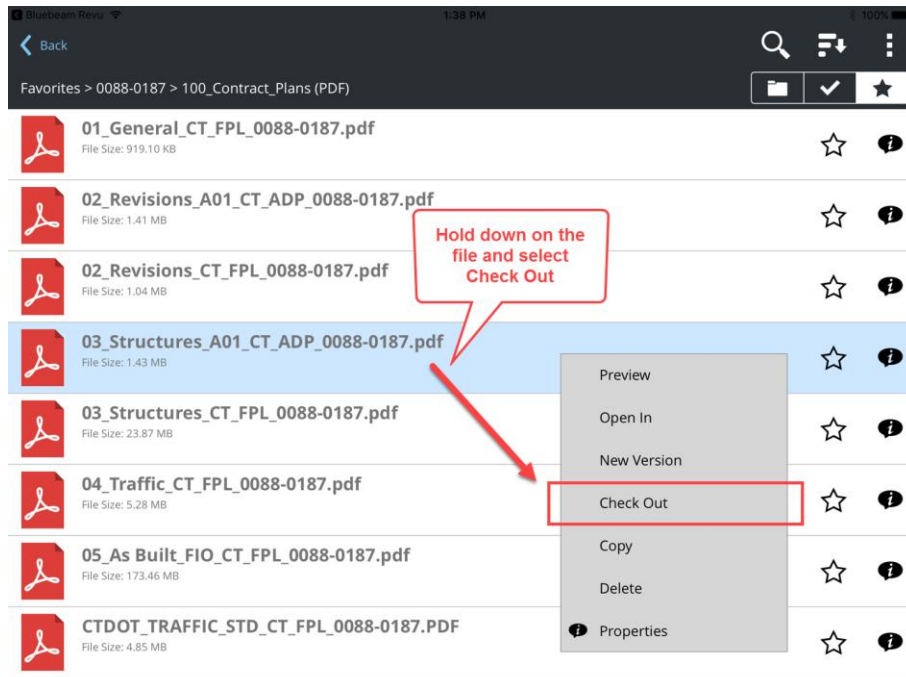 Bluebeam Revu 1:38 PM 100%
Back
Favorites > 0088-0187 > 100_Contract_Plans (PDF)
01_General_CT_FPL_0088-0187.pdf
File Size: 919.10 KB
02_Revisions_A01_CT_ADP_0088-0187.pdf
File Size: 1.41 MB
Hold down on the
file and select
Check Out
02_Revisions_CT_FPL_0088-0187.pdf
File Size: 1.04 MB
03_Structures_A01_CT_ADP_0088-0187.pdf
File Size: 1.43 MB
Preview
Open In
New Version
Check Out
Copy
Delete
Properties
03_Structures_CT_FPL_0088-0187.pdf
File Size: 23.87 MB
04_Traffic_CT_FPL_0088-0187.pdf
File Size: 5.28 MB
05_As Built_FIO_CT_FPL_0088-0187.pdf
File Size: 173.46 MB
CTDOT_TRAFFIC_STD_CT_FPL_0088-0187.PDF
File Size: 4.85 MB